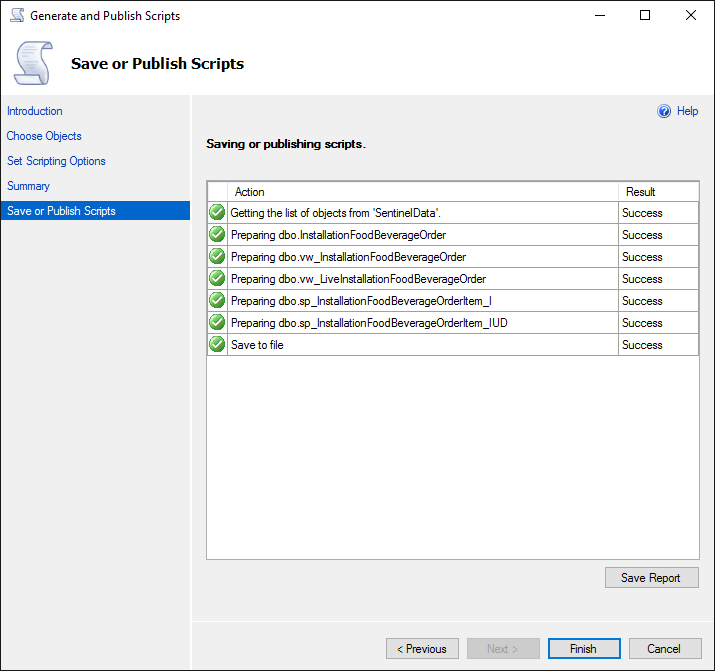 Generate and Publish Scripts
Save or Publish Scripts
Introduction
Choose Objects
Set Scripting Options
Summary
Save or Publish Scripts
Help
Saving or publishing scripts.
Action Result
Getting the list of objects from 'SentinelData'. Success
Preparing dbo.InstallationFoodBeverageOrder Success
Preparing dbo.vw_InstallationFoodBeverageOrder Success
Preparing dbo.vw_LiveInstallationFoodBeverageOrder Success
Preparing dbo.sp_InstallationFoodBeverageOrderItem_I Success
Preparing dbo.sp_InstallationFoodBeverageOrderItem_IUD Success
Save to file Success
Save Report
< Previous Next > Finish Cancel